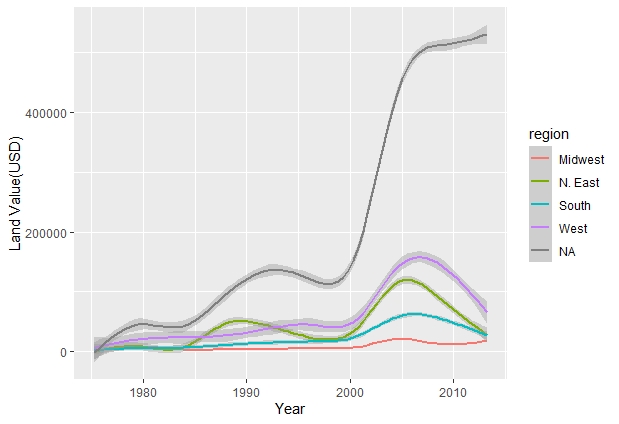 Land Value(USD)
400000
200000
0
1980 1990 2000 2010
Year
region
Midwest
N. East
South
West
NA